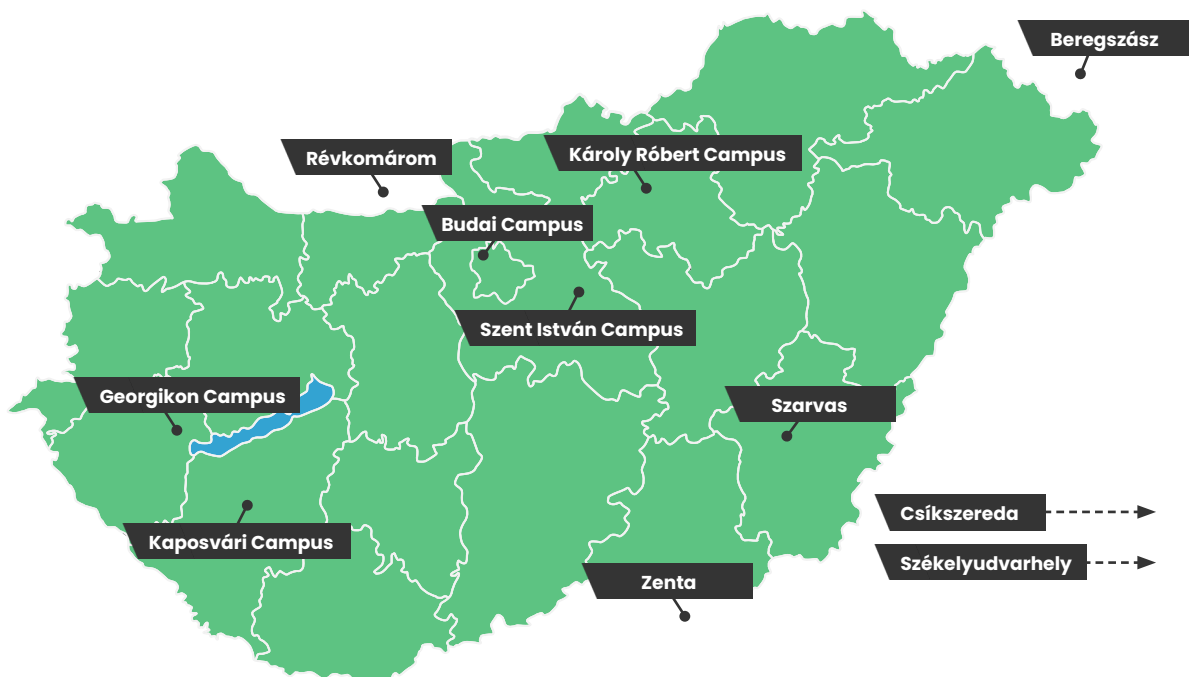 Beregszász
Révkomárom
Károly Róbert Campus
Budai Campus
Szent István Campus
Georgikon Campus
Szarvas
Csíkszereda
Kaposvári Campus
Székelyudvarhely
Zenta